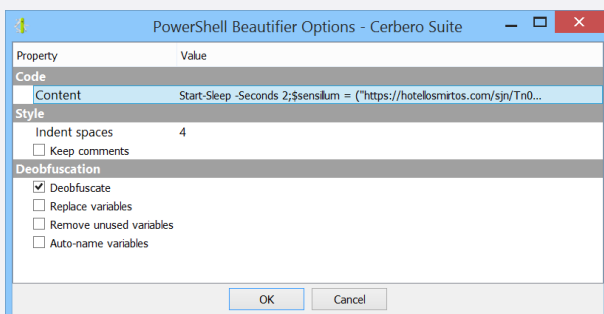 PowerShell Beautifier Options - Cerbero Suite
Property Value
Code
Content Start-Sleep -Seconds 2;$sensilum = ("https://hotellosmirtos.com/sjn/Tn0...
Style
Indent spaces 4
Keep comments
Deobfuscation
Deobfuscate
Replace variables
Remove unused variables
Auto-name variables
OK Cancel